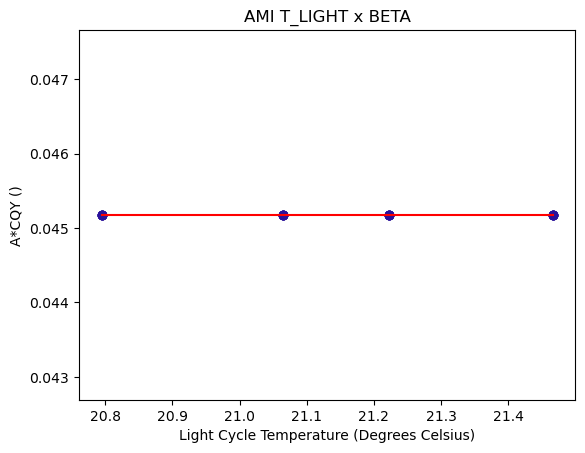 AMI T_LIGHT x BETA
0.047
0.046
0.045
0.044
0.043
A*CQY ()
20.8 20.9 21.0 21.1 21.2 21.3 21.4
Light Cycle Temperature (Degrees Celsius)